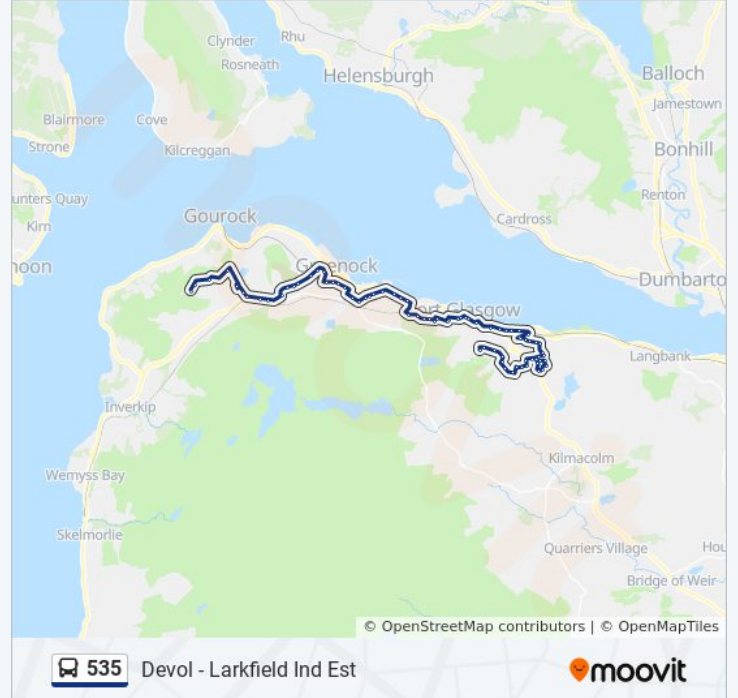 Clynder
Rhu
Rosneath
Helensburgh
Balloch
Jamestown
Blairmore
Cove
Strone
Kilcreggan
Bonhill
unters Quay
Renton
Kirn
Gourock
Cardross
noon
Greenock
Dumbarto
ort Glasgow
Langbank
Inverkip
Kilmacolm
Wemyss Bay
Skelmorlie
Quarriers Village
Hou
Bridge of Weir
© OpenStreetMap contributors | © OpenMapTiles
535 Devol - Larkfield Ind Est
moovit